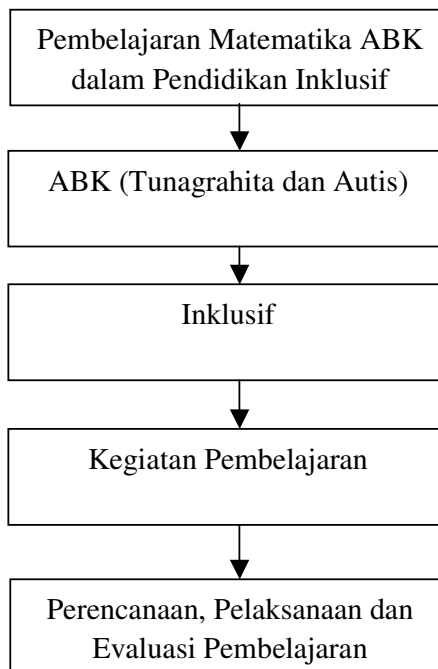 Pembelajaran Matematika ABK
dalam Pendidikan Inklusif
ABK (Tunagrahita dan Autis)
Inklusif
Kegiatan Pembelajaran
Perencanaan, Pelaksanaan dan
Evaluasi Pembelajaran